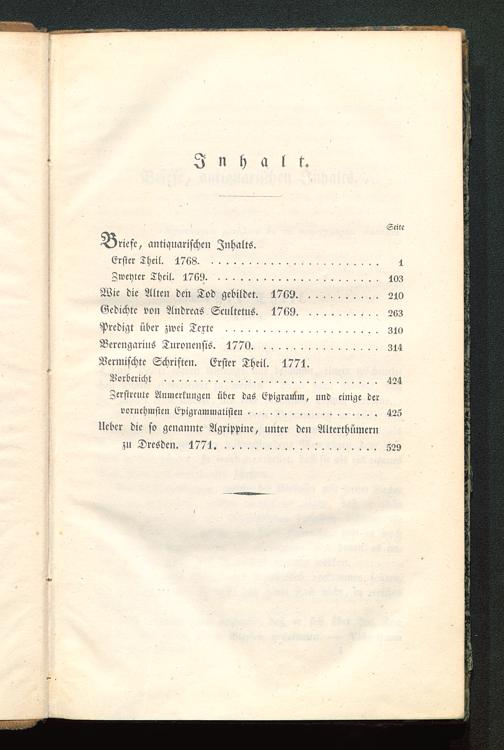 Inhalt.
Seite
Briefe, antiquarischen Inhalts.
Erster Theil. 1768. . . . . . . . . . . . . . . . . . . . . . . 1
Zweyter Theil. 1769. . . . . . . . . . . . . . . . . . . . . 103
Wie die Alten den Tod gebildet. 1769. . . . . . . . . . . 210
Gedichte von Andreas Scultetus. 1769. . . . . . . . . . . 263
Predigt über zwei Texte . . . . . . . . . . . . . . . . . . . 310
Berengarius Turonensis. 1770. . . . . . . . . . . . . . . . 314
Vermischte Schriften. Erster Theil. 1771.
Vorbericht . . . . . . . . . . . . . . . . . . . . . . . . . . 424
Zerstreute Anmerkungen über das Epigramm, und einige der
vornehmsten Epigrammatisten . . . . . . . . . . . . . . . . 425
Ueber die so genannte Agrippine, unter den Alterthümern
zu Dresden. 1771. . . . . . . . . . . . . . . . . . . . . . 529